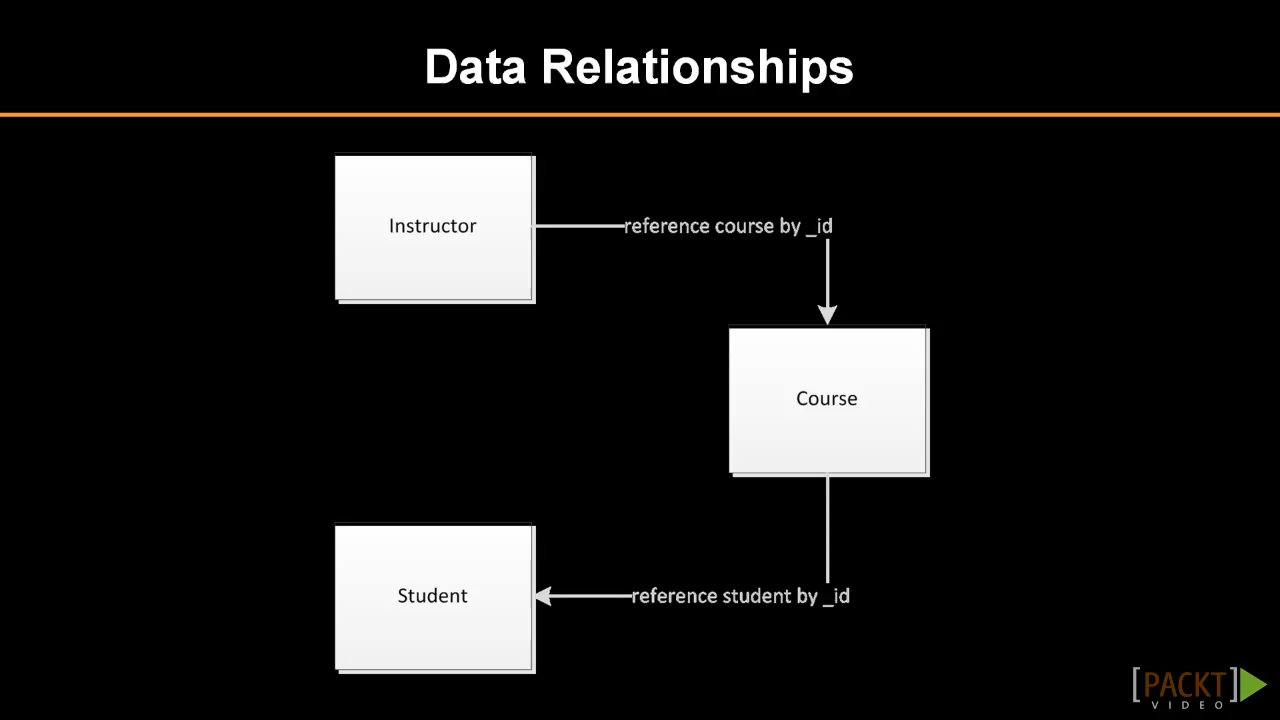 Data Relationships
Instructor
reference course by _id
Course
Student
reference student by _id
[PACKT]
VIDEO